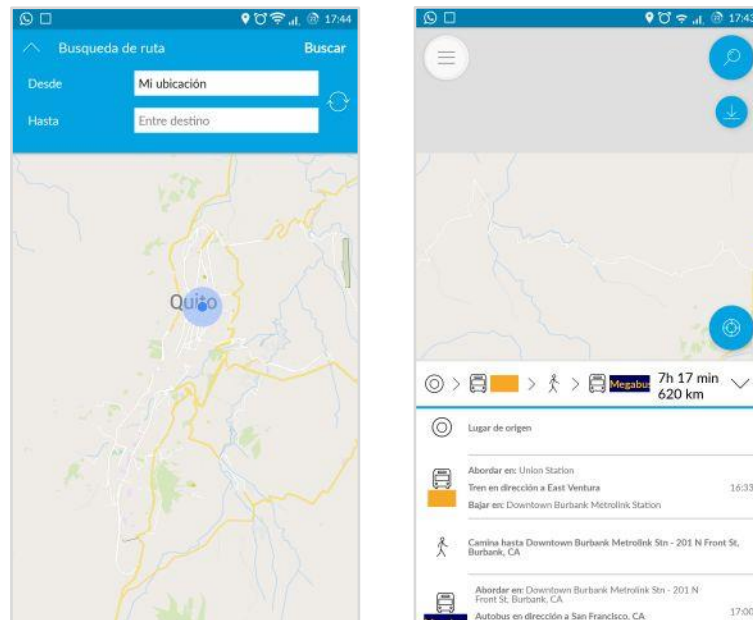 17:44
Busqueda de ruta
Buscar
Desde
Mi ubicación
Hasta
Entre destino
Quito
17:43
Megabus
7h 17 min
620 km
Lugar de origen
Abordar en: Union Station
Tren en dirección a East Ventura
16:33
Bajar en: Downtown Burbank Metrolink Station
Camina hasta Downtown Burbank Metrolink Stn - 201 N Front St,
Burbank, CA
Abordar en: Downtown Burbank Metrolink Stn - 201 N
Front St, Burbank, CA
Autobus en dirección a San Francisco, CA
17:00